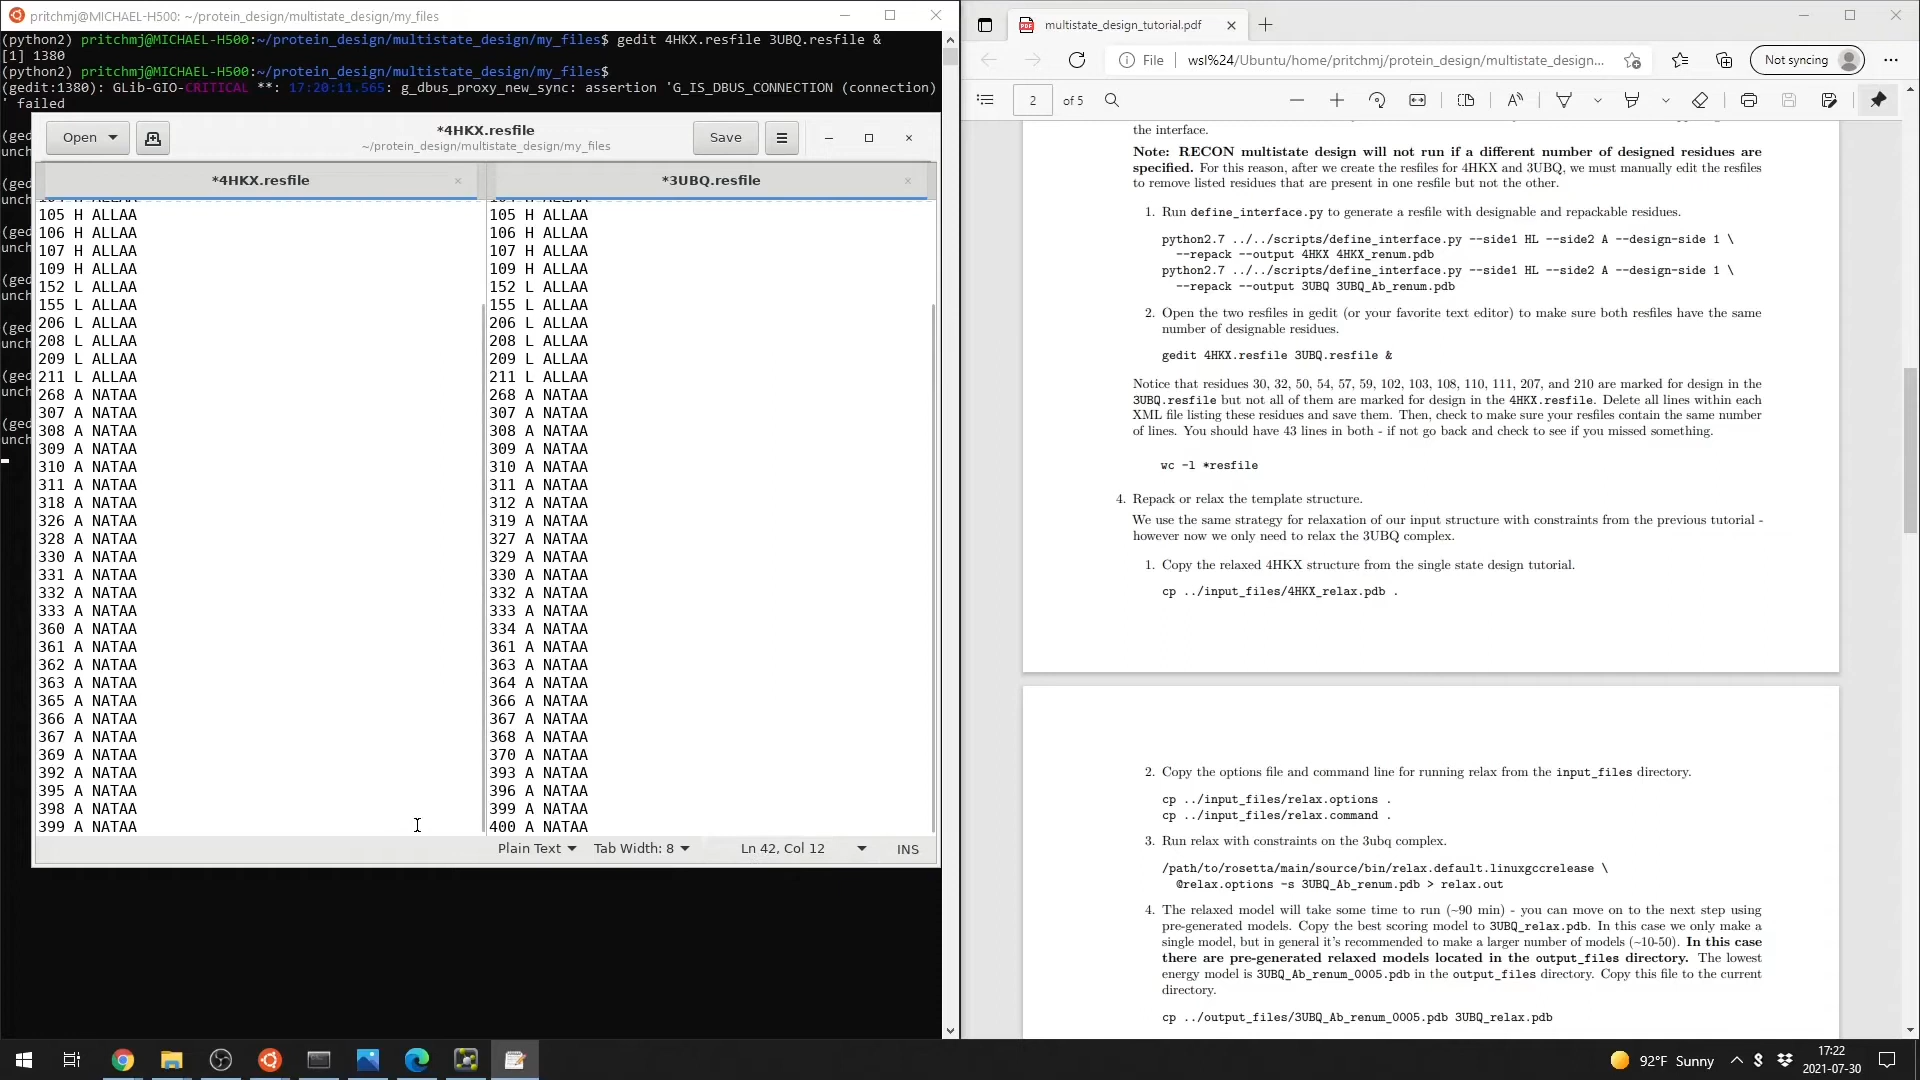 pritchmj@MICHAEL-H500: ~/protein_design/multistate_design/my_files
(python2) pritchmj@MICHAEL-H500:~/protein_design/multistate_design/my_files$ gedit 4HKX.resfile 3UBQ.resfile &
[1] 1380
(python2) pritchmj@MICHAEL-H500:~/protein_design/multistate_design/my_files$
(gedit:1380): GLib-GIO-CRITICAL **: 17:20:11.565: g_dbus_proxy_new_sync: assertion 'G_IS_DBUS_CONNECTION (connection)
' failed
(ged
unch
(ged
unch
(ged
unch
(ged
unch
(ged
unch
(ged
unch
(ged
unch
Open
*4HKX.resfile
~/protein_design/multistate_design/my_files
Save
*4HKX.resfile
*3UBQ.resfile
105 H ALLAA
106 H ALLAA
107 H ALLAA
109 H ALLAA
152 L ALLAA
155 L ALLAA
206 L ALLAA
208 L ALLAA
209 L ALLAA
211 L ALLAA
268 A NATAA
307 A NATAA
308 A NATAA
309 A NATAA
310 A NATAA
311 A NATAA
318 A NATAA
326 A NATAA
328 A NATAA
330 A NATAA
331 A NATAA
332 A NATAA
333 A NATAA
360 A NATAA
361 A NATAA
362 A NATAA
363 A NATAA
365 A NATAA
366 A NATAA
367 A NATAA
369 A NATAA
392 A NATAA
395 A NATAA
398 A NATAA
399 A NATAA
105 H ALLAA
106 H ALLAA
107 H ALLAA
109 H ALLAA
152 L ALLAA
155 L ALLAA
206 L ALLAA
208 L ALLAA
209 L ALLAA
211 L ALLAA
268 A NATAA
307 A NATAA
308 A NATAA
309 A NATAA
310 A NATAA
311 A NATAA
312 A NATAA
319 A NATAA
327 A NATAA
329 A NATAA
330 A NATAA
332 A NATAA
333 A NATAA
334 A NATAA
361 A NATAA
363 A NATAA
364 A NATAA
366 A NATAA
367 A NATAA
368 A NATAA
370 A NATAA
393 A NATAA
396 A NATAA
399 A NATAA
400 A NATAA
Plain Text Tab Width: 8 Ln 42, Col 12 INS
multistate_design_tutorial.pdf
File wsl%24/Ubuntu/home/pritchmj/protein_design/multistate_design... Not syncing
2 of 5
the interface.
Note: RECON multistate design will not run if a different number of designed residues are
specified. For this reason, after we create the resfiles for 4HKX and 3UBQ, we must manually edit the resfiles
to remove listed residues that are present in one resfile but not the other.
1. Run define_interface.py to generate a resfile with designable and repackable residues.
python2.7 ../../scripts/define_interface.py --side1 HL --side2 A --design-side 1 \
--repack --output 4HKX 4HKX_renum.pdb
python2.7 ../../scripts/define_interface.py --side1 HL --side2 A --design-side 1 \
--repack --output 3UBQ 3UBQ_Ab_renum.pdb
2. Open the two resfiles in gedit (or your favorite text editor) to make sure both resfiles have the same
number of designable residues.
gedit 4HKX.resfile 3UBQ.resfile &
Notice that residues 30, 32, 50, 54, 57, 59, 102, 103, 108, 110, 111, 207, and 210 are marked for design in the
3UBQ.resfile but not all of them are marked for design in the 4HKX.resfile. Delete all lines within each
XML file listing these residues and save them. Then, check to make sure your resfiles contain the same number
of lines. You should have 43 lines in both - if not go back and check to see if you missed something.
wc -l *resfile
4. Repack or relax the template structure.
We use the same strategy for relaxation of our input structure with constraints from the previous tutorial -
however now we only need to relax the 3UBQ complex.
1. Copy the relaxed 4HKX structure from the single state design tutorial.
cp ../input_files/4HKX_relax.pdb .
2. Copy the options file and command line for running relax from the input_files directory.
cp ../input_files/relax.options .
cp ../input_files/relax.command .
3. Run relax with constraints on the 3ubq complex.
/path/to/rosetta/main/source/bin/relax.default.linuxgccrelease \
@relax.options -s 3UBQ_Ab_renum.pdb > relax.out
4. The relaxed model will take some time to run (~90 min) - you can move on to the next step using
pre-generated models. Copy the best scoring model to 3UBQ_relax.pdb. In this case we only make a
single model, but in general it's recommended to make a larger number of models (~10-50). In this case
there are pre-generated relaxed models located in the output_files directory. The lowest
energy model is 3UBQ_Ab_renum_0005.pdb in the output_files directory. Copy this file to the current
directory.
cp ../output_files/3UBQ_Ab_renum_0005.pdb 3UBQ_relax.pdb
92°F Sunny
17:22
2021-07-30